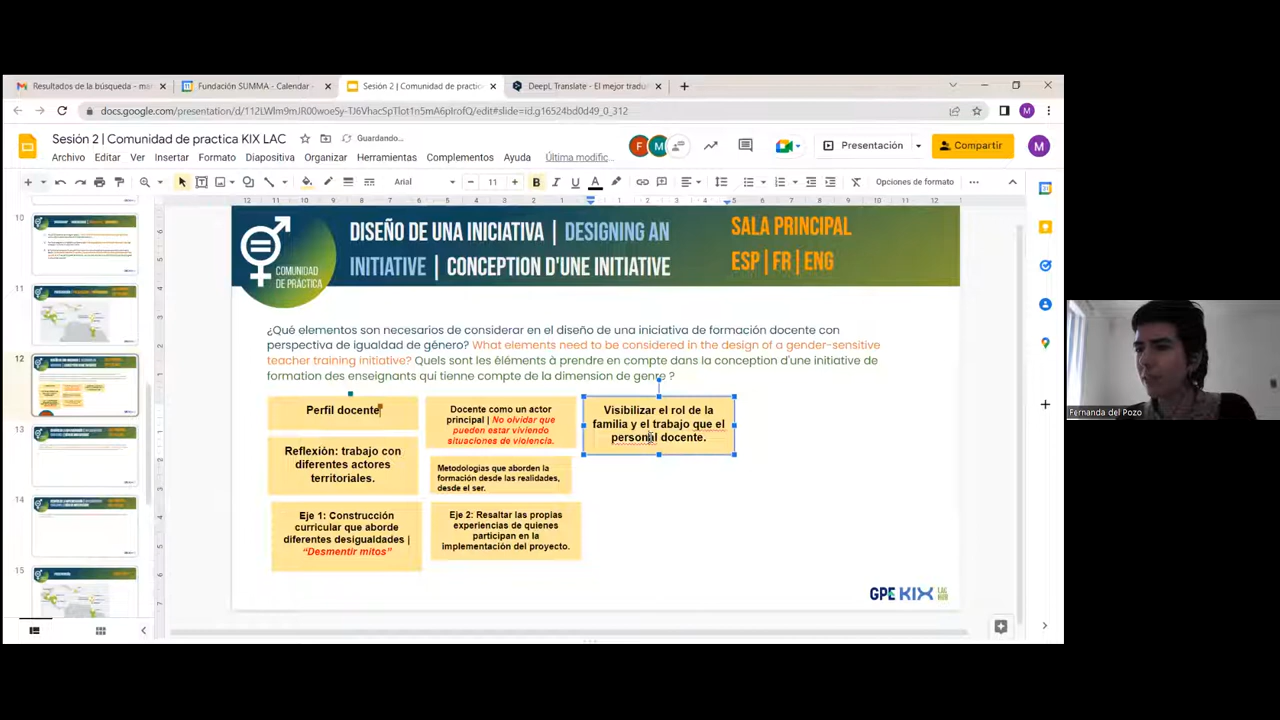 Resultados de la búsqueda - ma
Fundación SUMMA - Calendar -
Sesión 2 | Comunidad de practic
DeepL Translate - El mejor tradu
docs.google.com/presentation/d/112LWlm9mJR00woeSy-TJ6VhacSpTlot1n5mA6pIrofQ/edit#slide=id.g16524bd0d49_0_312
M
Sesión 2 | Comunidad de practica KIX LAC
Guardando...
Archivo Editar Ver Insertar Formato Diapositiva Organizar Herramientas Complementos Ayuda Última modific...
F M
Presentación
Compartir
M
Arial
11
B I U A
Opciones de formato
10
11
12
13
14
15
COMUNIDAD
DE PRÁCTICA
DISEÑO DE UNA INICIATIVA | DESIGNING AN
INITIATIVE | CONCEPTION D'UNE INITIATIVE
SALA PRINCIPAL
ESP | FR | ENG
¿Qué elementos son necesarios de considerar en el diseño de una iniciativa de formación docente con
perspectiva de igualdad de género? What elements need to be considered in the design of a gender-sensitive
teacher training initiative? Quels sont les éléments à prendre en compte dans la conception d'une initiative de
formation des enseignants qui tienne compte de la dimension de genre ?
Perfil docente
Docente como un actor
principal | No olvidar que
pueden estar viviendo
situaciones de violencia.
Visibilizar el rol de la
familia y el trabajo que el
personal docente.
Reflexión: trabajo con
diferentes actores
territoriales.
Metodologías que aborden la
formación desde las realidades,
desde el ser.
Eje 1: Construcción
curricular que aborde
diferentes desigualdades |
“Desmentir mitos”
Eje 2: Resaltar las propias
experiencias de quienes
participan en la
implementación del proyecto.
GPE KIX LAC
HUB
Fernanda del Pozo